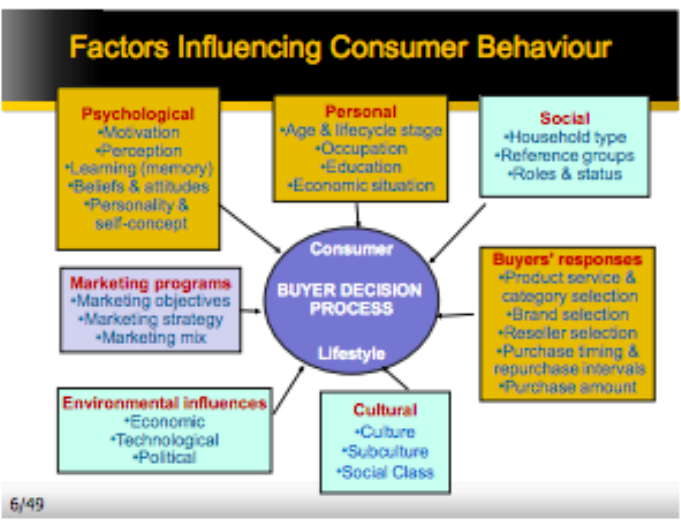 Factors Influencing Consumer Behaviour
Psychological
•Motivation
•Perception
•Learning (memory)
•Beliefs & attitudes
•Personality &
self-concept
Personal
•Age & lifecycle stage
•Occupation
•Education
•Economic situation
Social
•Household type
•Reference groups
•Roles & status
Marketing programs
•Marketing objectives
•Marketing strategy
•Marketing mix
Consumer
BUYER DECISION
PROCESS
Lifestyle
Buyers' responses
•Product service &
category selection
•Brand selection
•Reseller selection
•Purchase timing &
repurchase intervals
•Purchase amount
Environmental influences
•Economic
•Technological
•Political
Cultural
•Culture
•Subculture
•Social Class
6/49